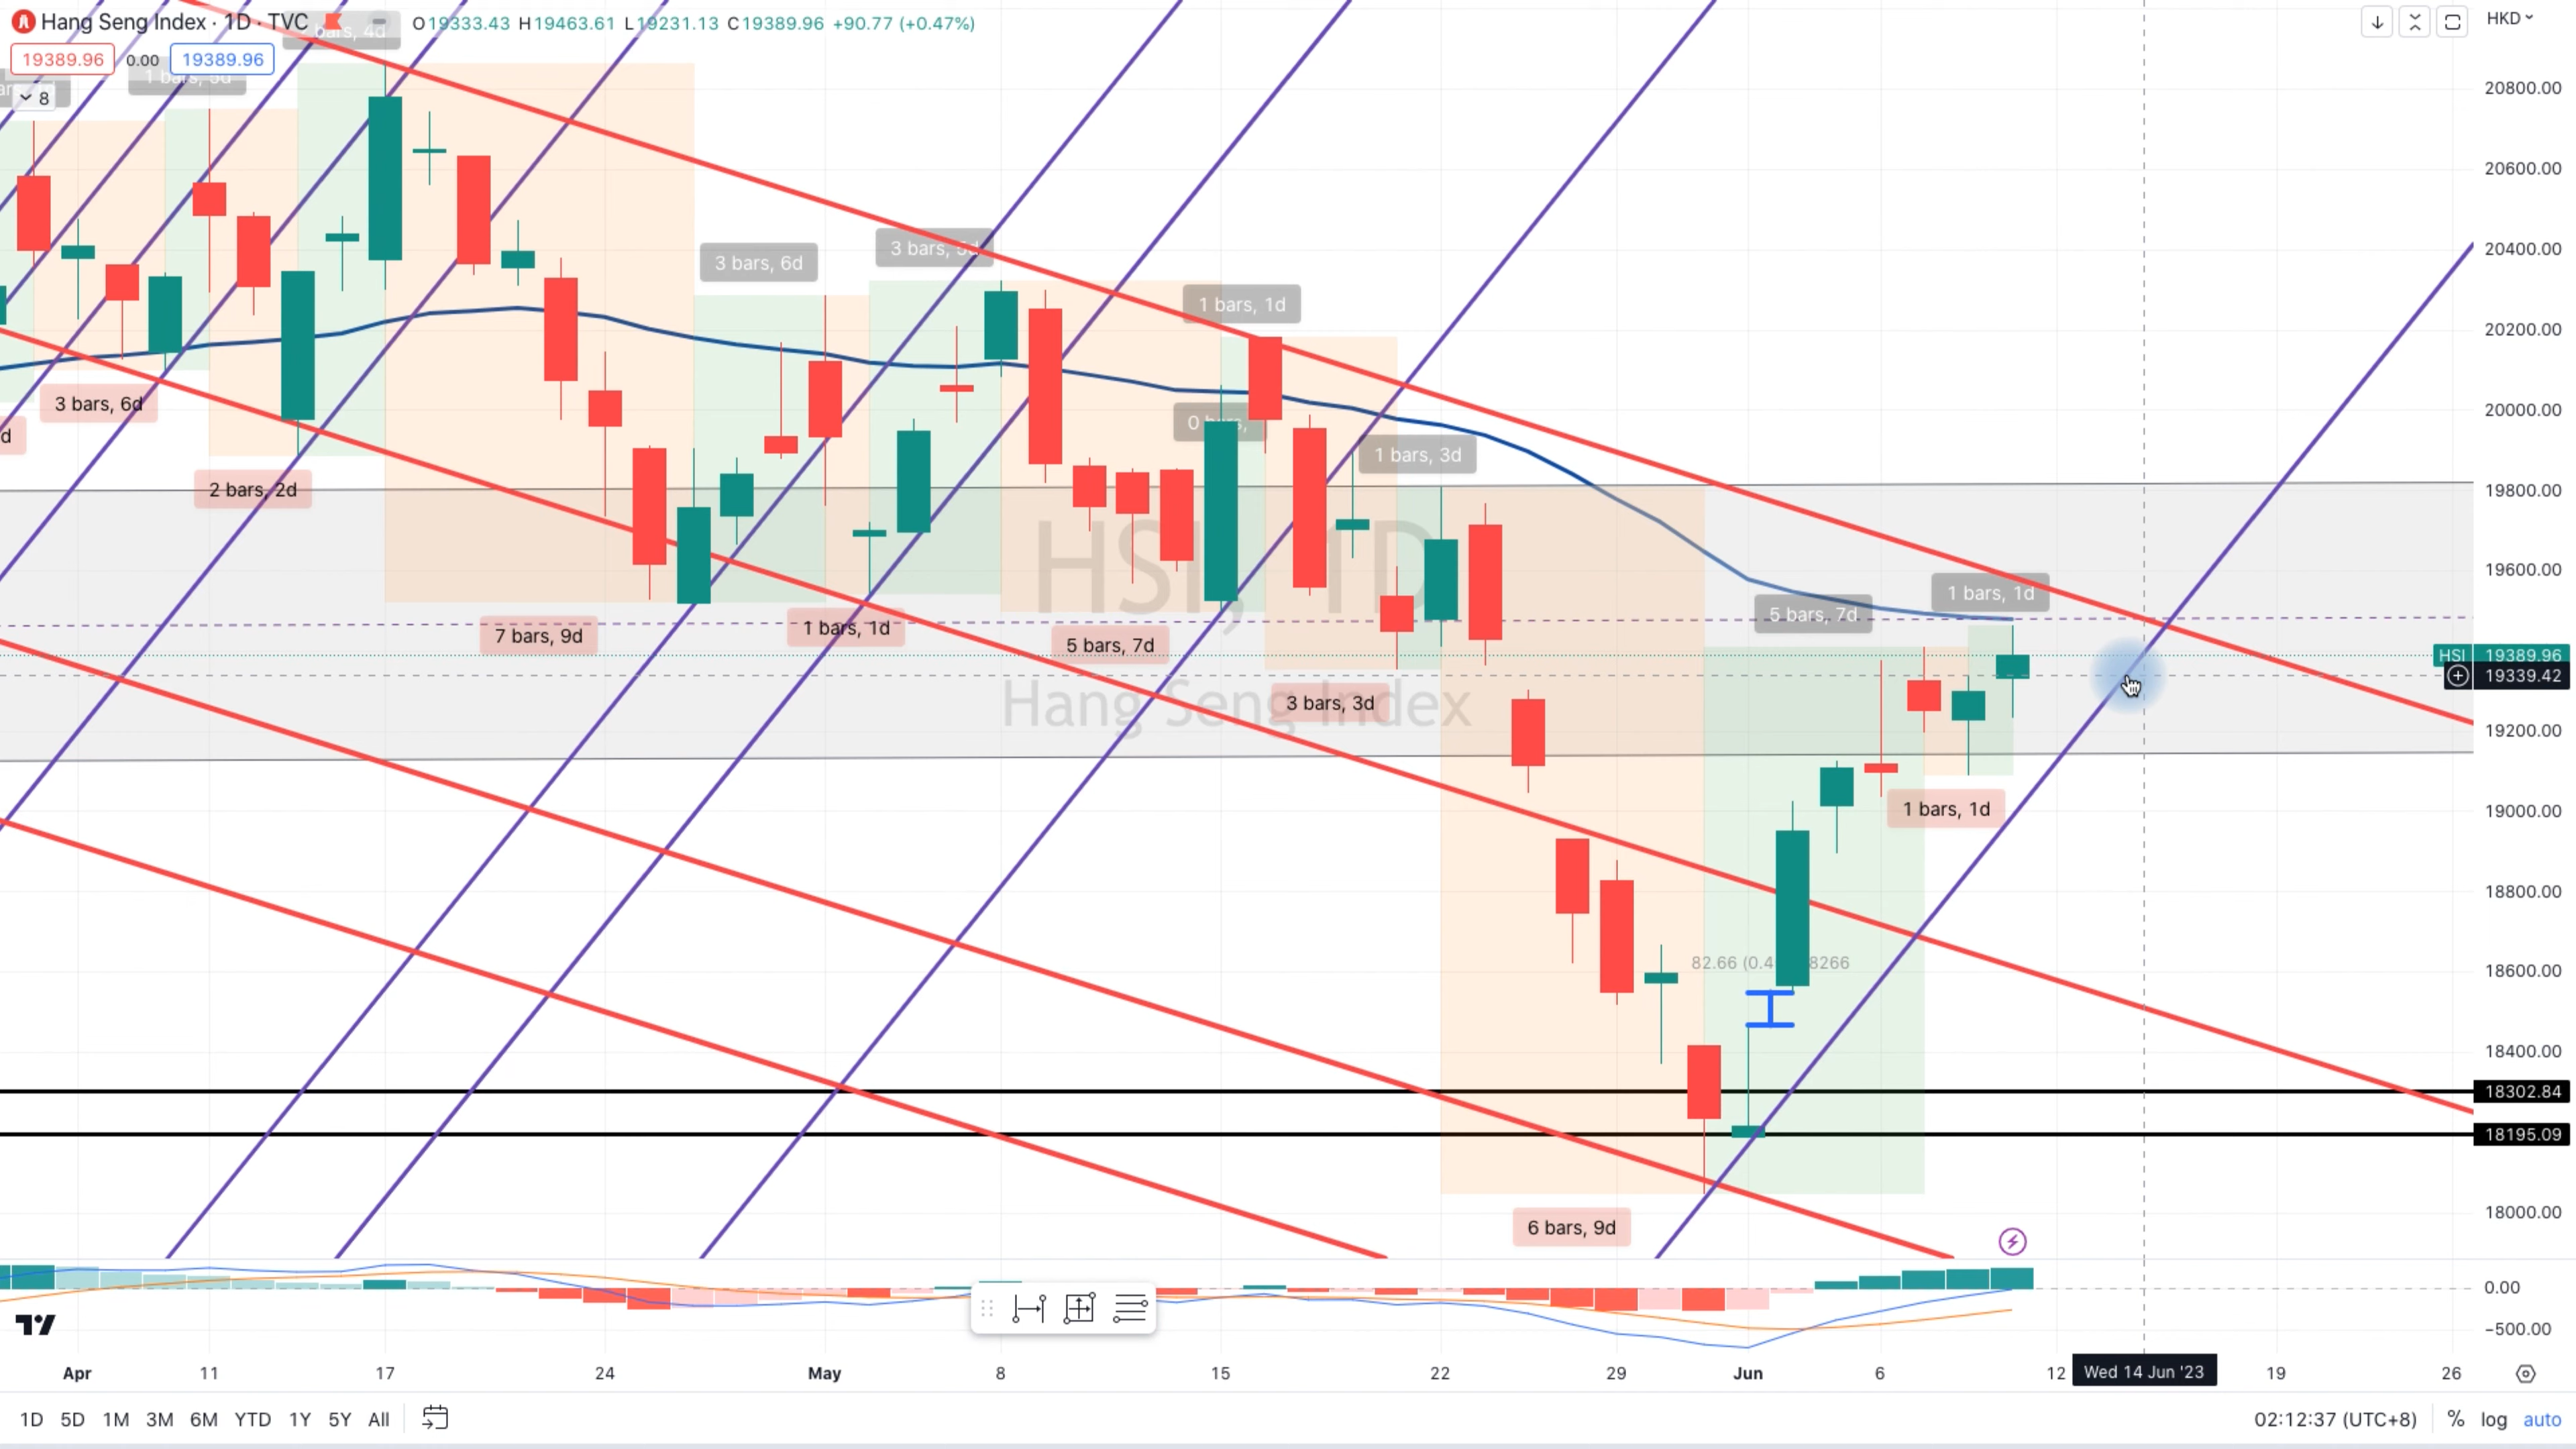 Hang Seng Index · 1D · TVC
O19333.43 H19463.61 L19231.13 C19389.96 +90.77 (+0.47%)
HKD
19389.96 0.00 19389.96
8
bars, 4d
3 bars, 6d
2 bars, 2d
7 bars, 9d
3 bars, 6d
1 bars, 1d
3 bars, 5d
5 bars, 7d
1 bars, 1d
0 bars,
3 bars, 3d
1 bars, 3d
6 bars, 9d
5 bars, 7d
1 bars, 1d
1 bars, 1d
HSI, 1D
Hang Seng Index
20800.00
20600.00
20400.00
20200.00
20000.00
19800.00
19600.00
HSI 19389.96
19339.42
19200.00
19000.00
18800.00
18600.00
18400.00
18302.84
18195.09
18000.00
0.00
−500.00
Apr 11 17 24 May 8 15 22 29 Jun 6 12 Wed 14 Jun '23 19 26
1D 5D 1M 3M 6M YTD 1Y 5Y All
02:12:37 (UTC+8) % log auto